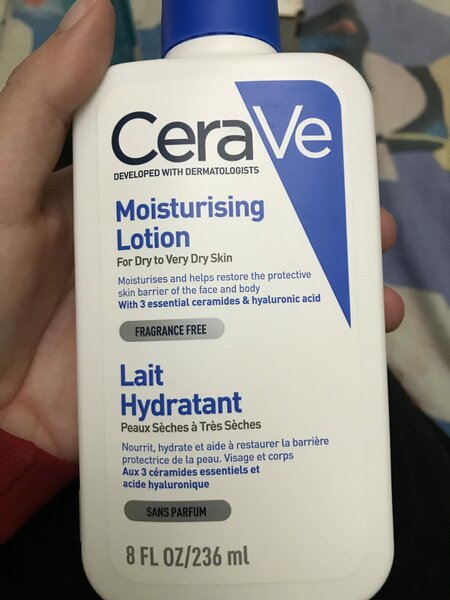 CeraVe
DEVELOPED WITH DERMATOLOGISTS
Moisturising
Lotion
For Dry to Very Dry Skin
Moisturises and helps restore the protective
skin barrier of the face and body
With 3 essential ceramides & hyaluronic acid
FRAGRANCE FREE
Lait
Hydratant
Peaux Sèches à Très Sèches
Nourrit, hydrate et aide à restaurer la barrière
protectrice de la peau. Visage et corps
Aux 3 céramides essentiels et
acide hyaluronique
SANS PARFUM
8 FL OZ/236 ml